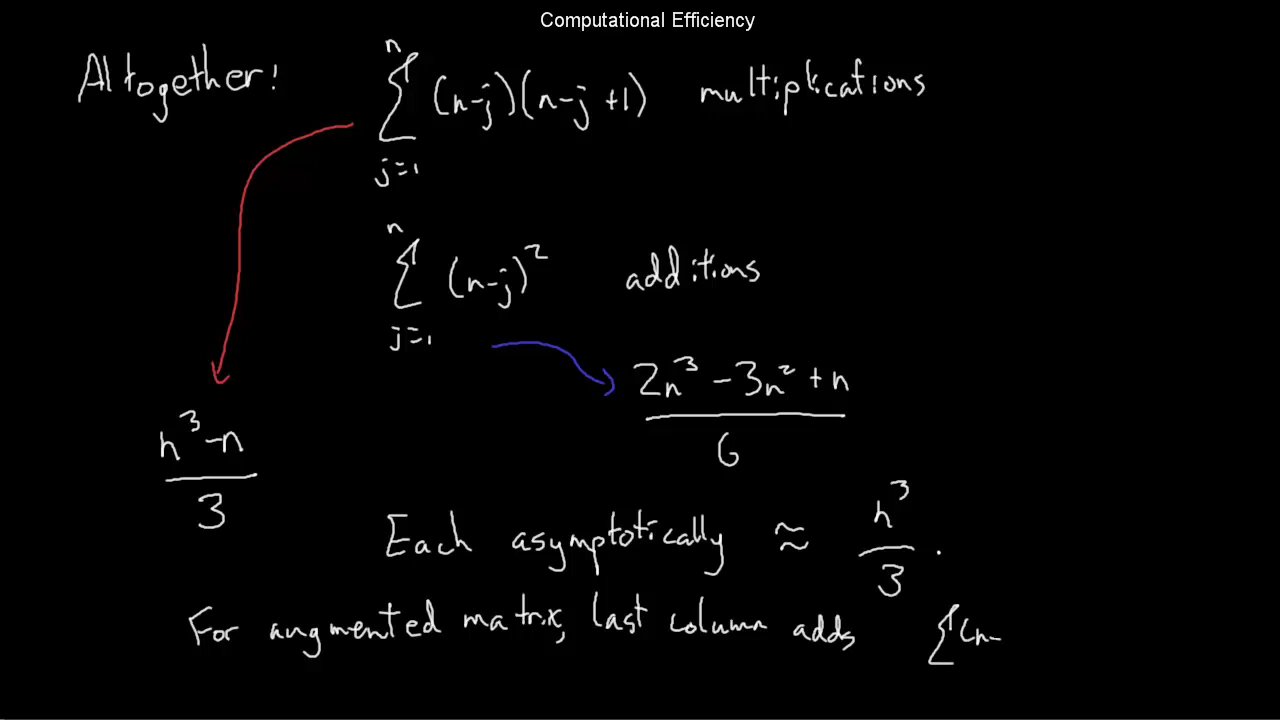 Computational Efficiency
Altogether: n Σ j=1 (n-j)(n-j+1) multiplications
n Σ j=1 (n-j)² additions
2n³ - 3n² + n / 6
n³ - n / 3
Each asymptotically ≈ n³ / 3 .
For augmented matrix, last column adds Σ(n-